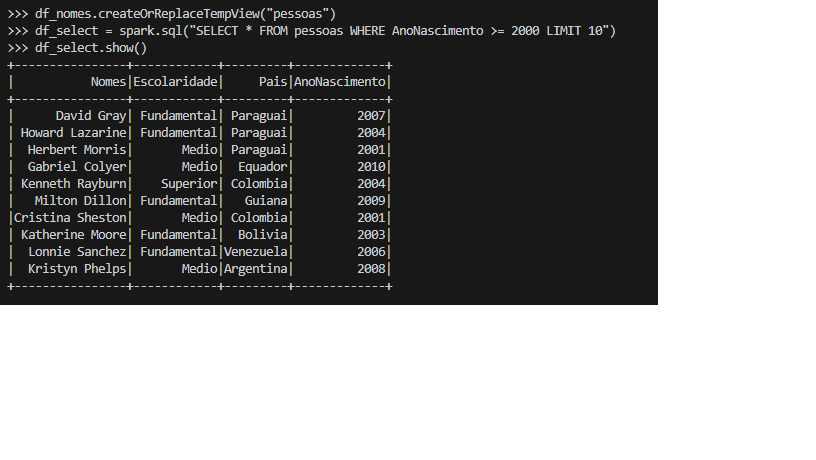 >>> df_nomes.createOrReplaceTempView("pessoas")
>>> df_select = spark.sql("SELECT * FROM pessoas WHERE AnoNascimento >= 2000 LIMIT 10")
>>> df_select.show()
+----------------+------------+---------+-------------+
|           Nomes|Escolaridade|     Pais|AnoNascimento|
+----------------+------------+---------+-------------+
|      David Gray| Fundamental| Paraguai|         2007|
| Howard Lazarine| Fundamental| Paraguai|         2004|
|  Herbert Morris|       Medio| Paraguai|         2001|
|  Gabriel Colyer|       Medio|  Equador|         2010|
| Kenneth Rayburn|    Superior| Colombia|         2004|
|   Milton Dillon| Fundamental|   Guiana|         2009|
|Cristina Sheston|       Medio| Colombia|         2001|
| Katherine Moore| Fundamental|  Bolivia|         2003|
|  Lonnie Sanchez| Fundamental|Venezuela|         2006|
|  Kristyn Phelps|       Medio|Argentina|         2008|
+----------------+------------+---------+-------------+